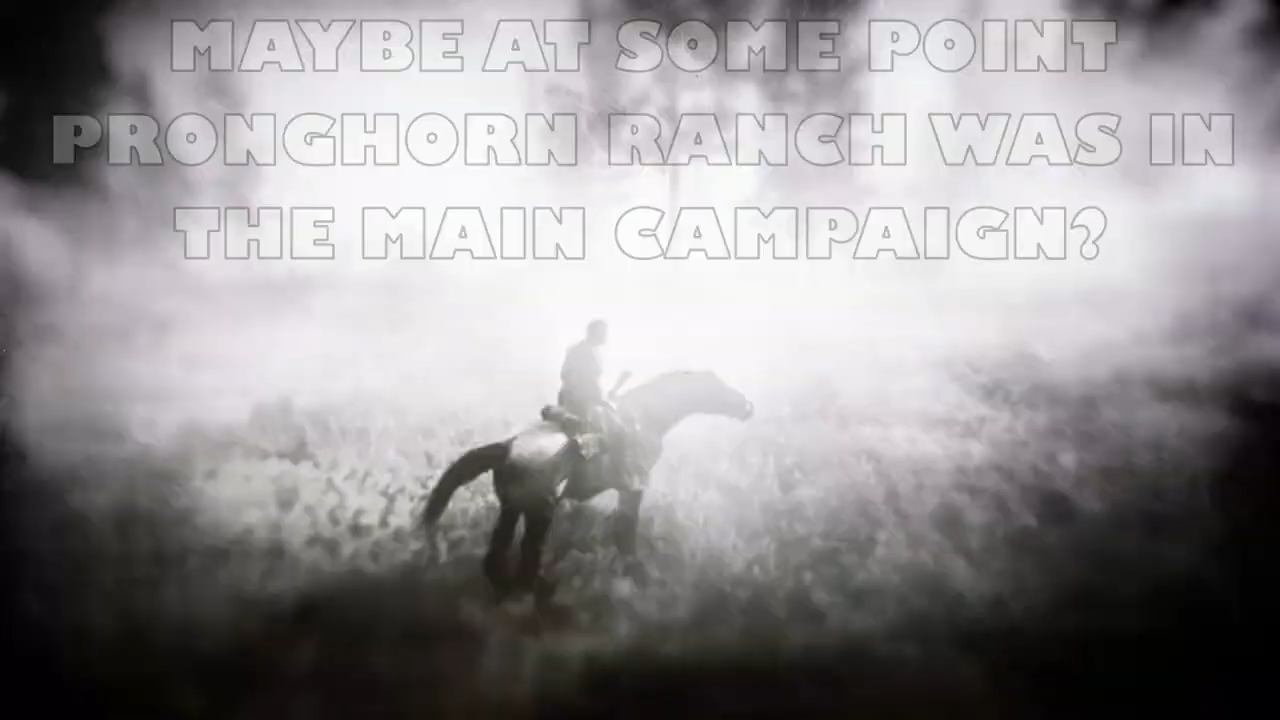 MAYBE AT SOME POINT
PRONGHORN RANCH WAS IN
THE MAIN CAMPAIGN?